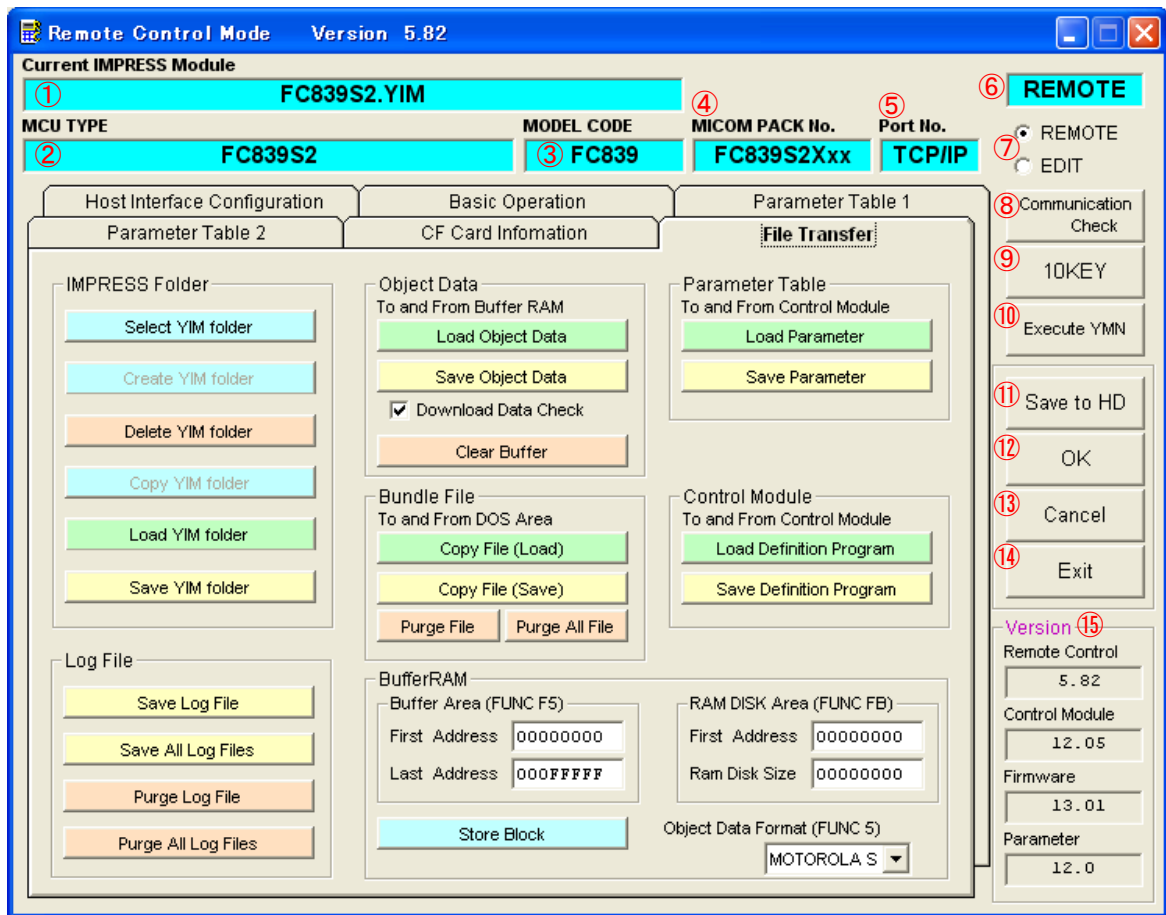 Remote Control Mode Version 5.82
Current IMPRESS Module
① FC839S2.YIM
⑥ REMOTE
MCU TYPE
② FC839S2
MODEL CODE
③ FC839
④
MICOM PACK No.
FC839S2Xxx
⑤
Port No.
TCP/IP
⑦
REMOTE
EDIT
Host Interface Configuration
Basic Operation
Parameter Table 1
Parameter Table 2
CF Card Infomation
File Transfer
IMPRESS Folder
Select YIM folder
Create YIM folder
Delete YIM folder
Copy YIM folder
Load YIM folder
Save YIM folder
Log File
Save Log File
Save All Log Files
Purge Log File
Purge All Log Files
Object Data
To and From Buffer RAM
Load Object Data
Save Object Data
Download Data Check
Clear Buffer
Bundle File
To and From DOS Area
Copy File (Load)
Copy File (Save)
Purge File
Purge All File
Parameter Table
To and From Control Module
Load Parameter
Save Parameter
Control Module
To and From Control Module
Load Definition Program
Save Definition Program
BufferRAM
Buffer Area (FUNC F5)
First Address 00000000
Last Address 000FFFFF
RAM DISK Area (FUNC FB)
First Address 00000000
Ram Disk Size 00000000
Store Block
Object Data Format (FUNC 5)
MOTOROLA S
⑧ Communication
Check
⑨ 10KEY
⑩ Execute YMN
⑪ Save to HD
⑫ OK
⑬ Cancel
⑭ Exit
Version ⑮
Remote Control
5.82
Control Module
12.05
Firmware
13.01
Parameter
12.0